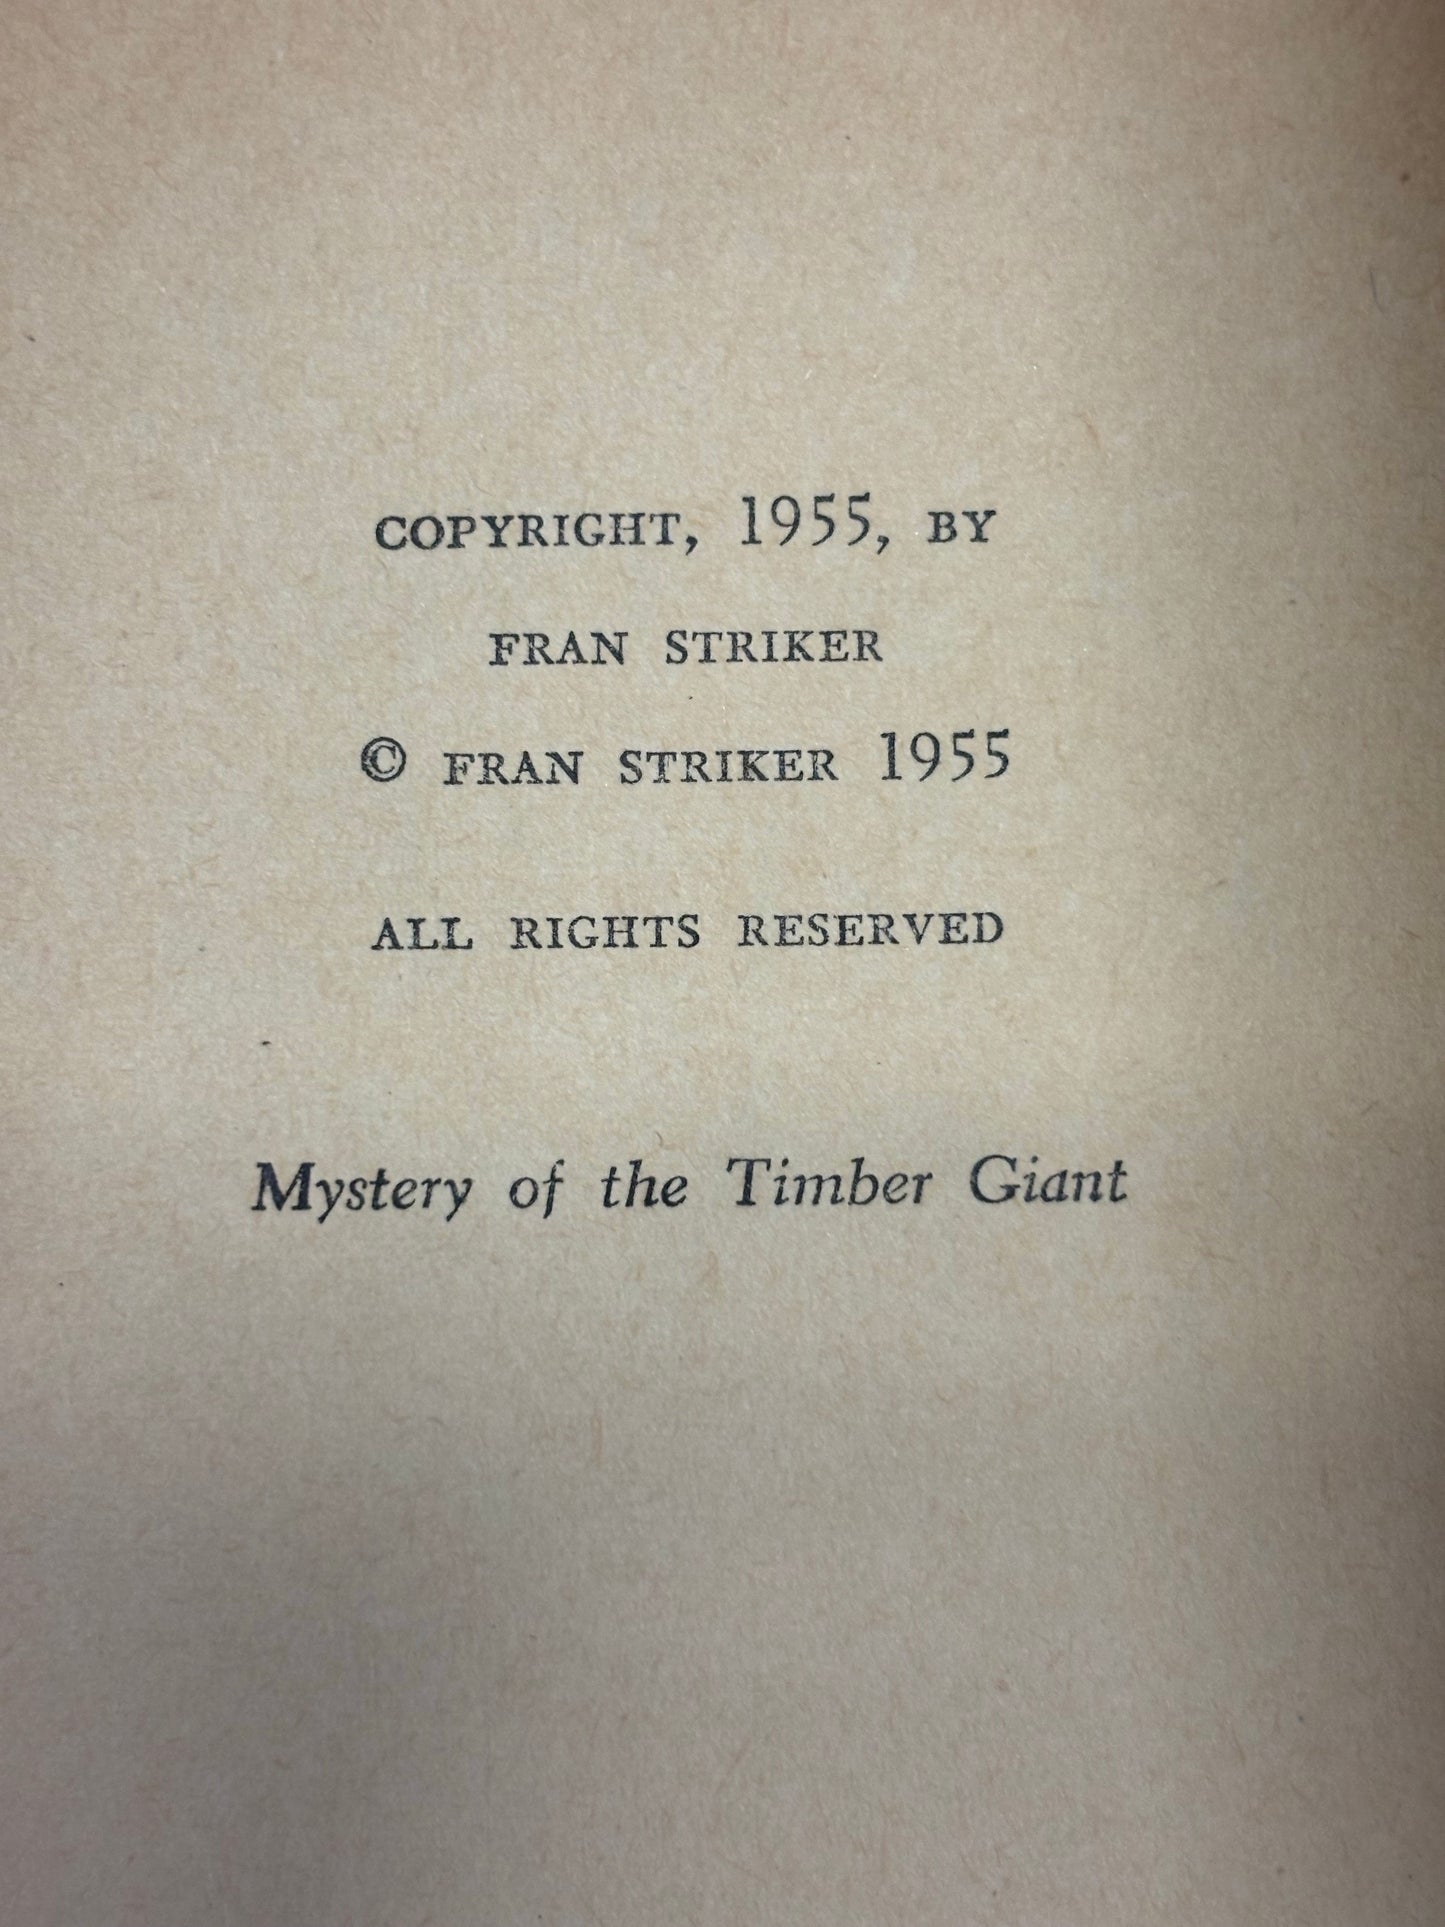 COPYRIGHT, 1955, BY
FRAN STRIKER
© FRAN STRIKER 1955
ALL RIGHTS RESERVED
Mystery of the Timber Giant